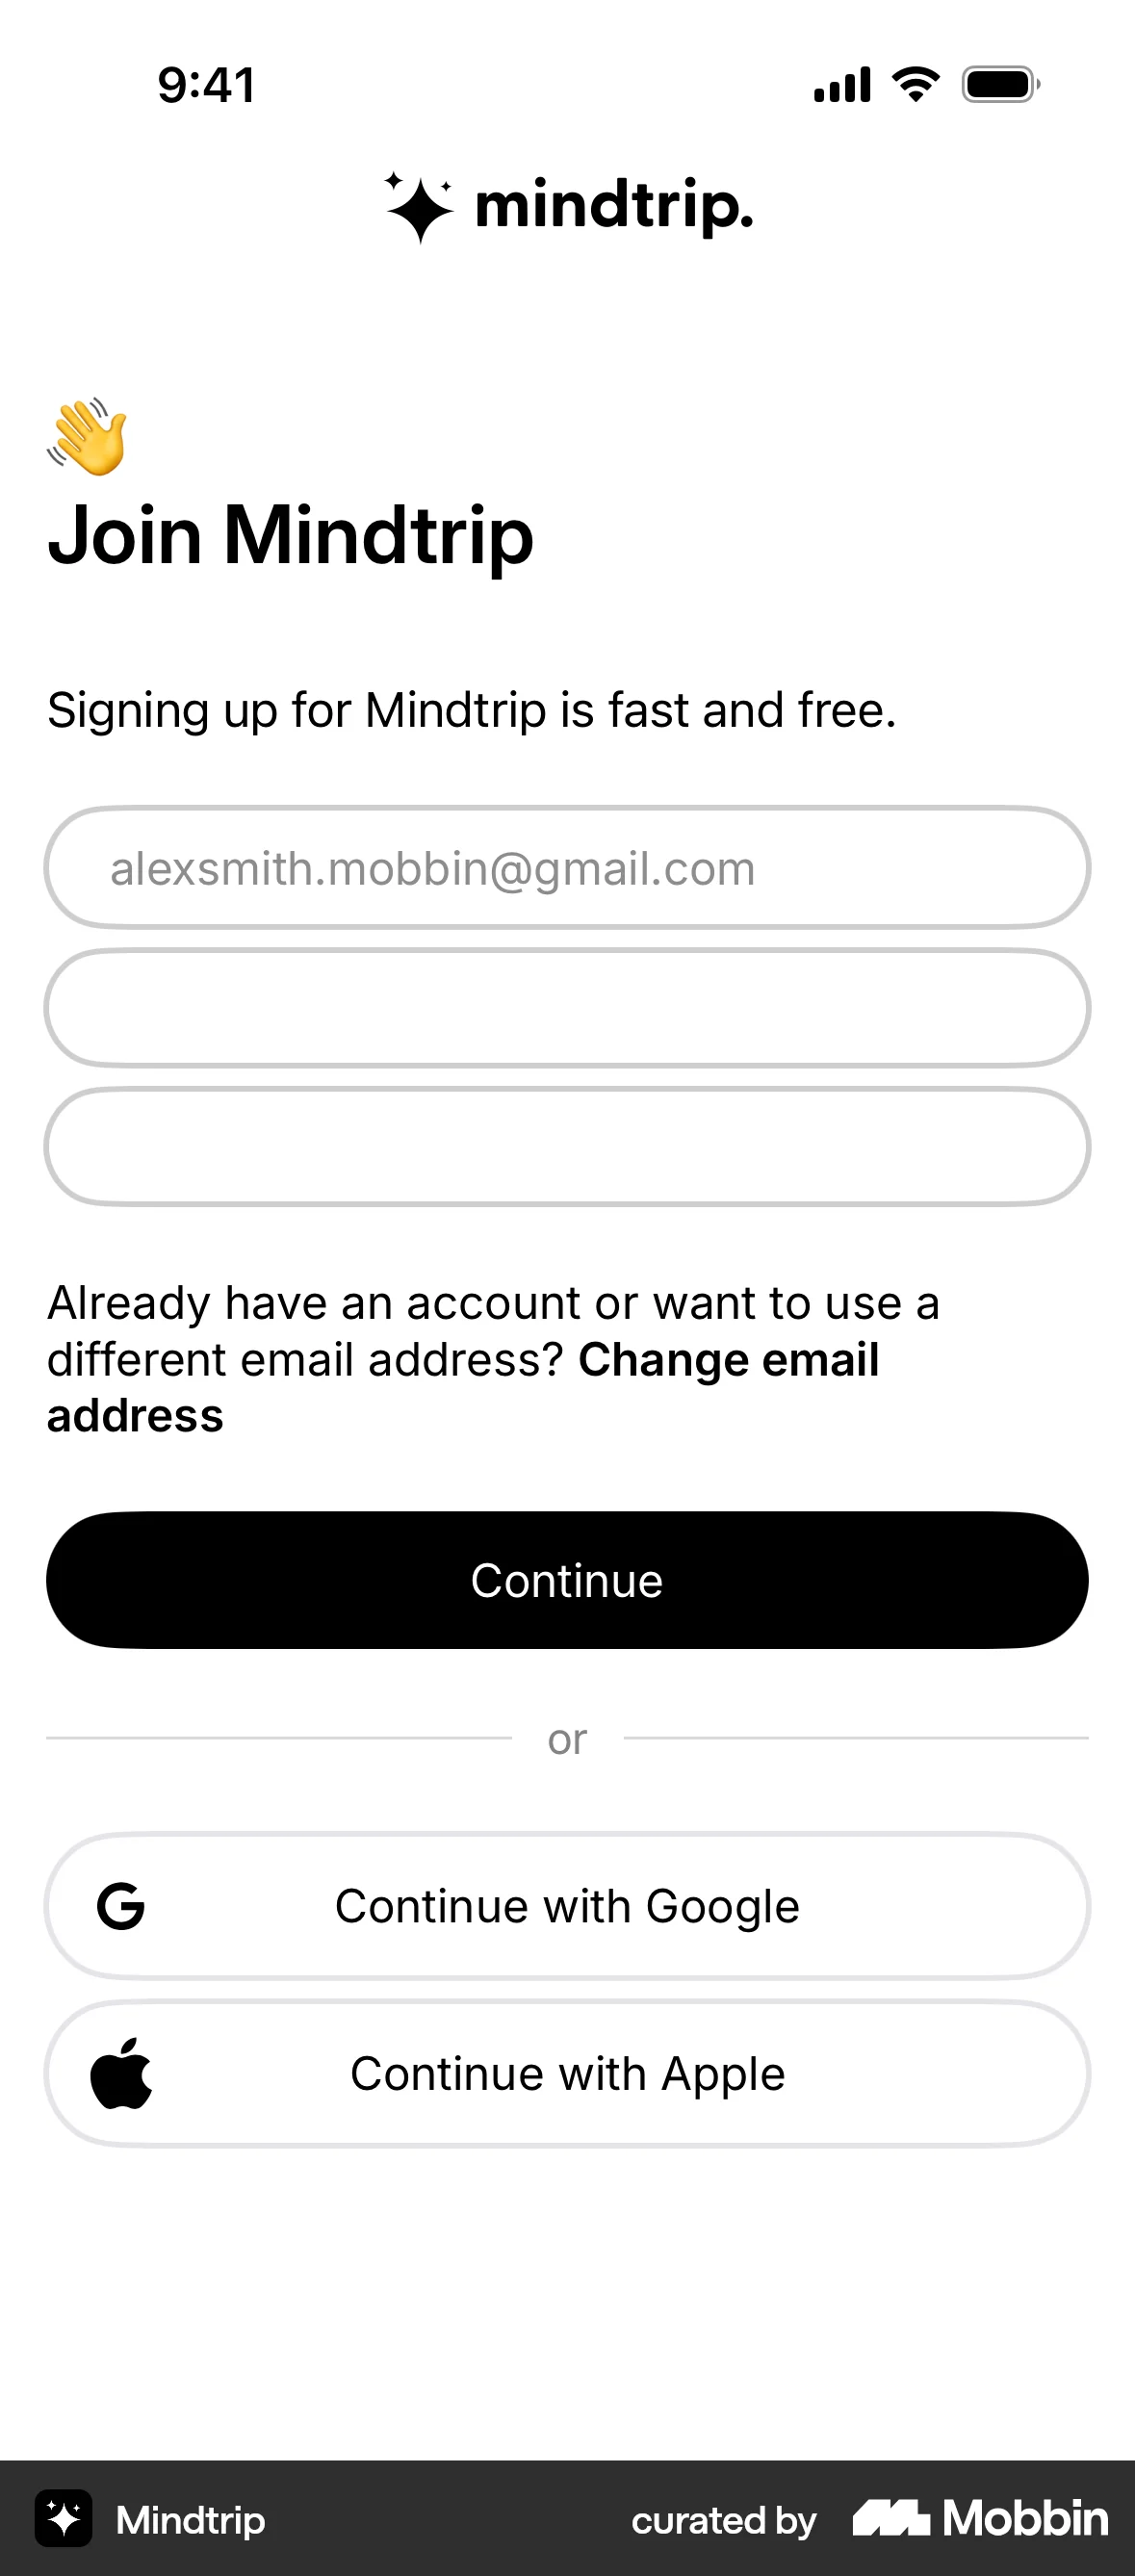 9:41
mindtrip.
👋
Join Mindtrip
Signing up for Mindtrip is fast and free.
alexsmith.mobbin@gmail.com
Already have an account or want to use a
different email address? Change email
address
Continue
or
Continue with Google
Continue with Apple
Mindtrip
curated by Mobbin